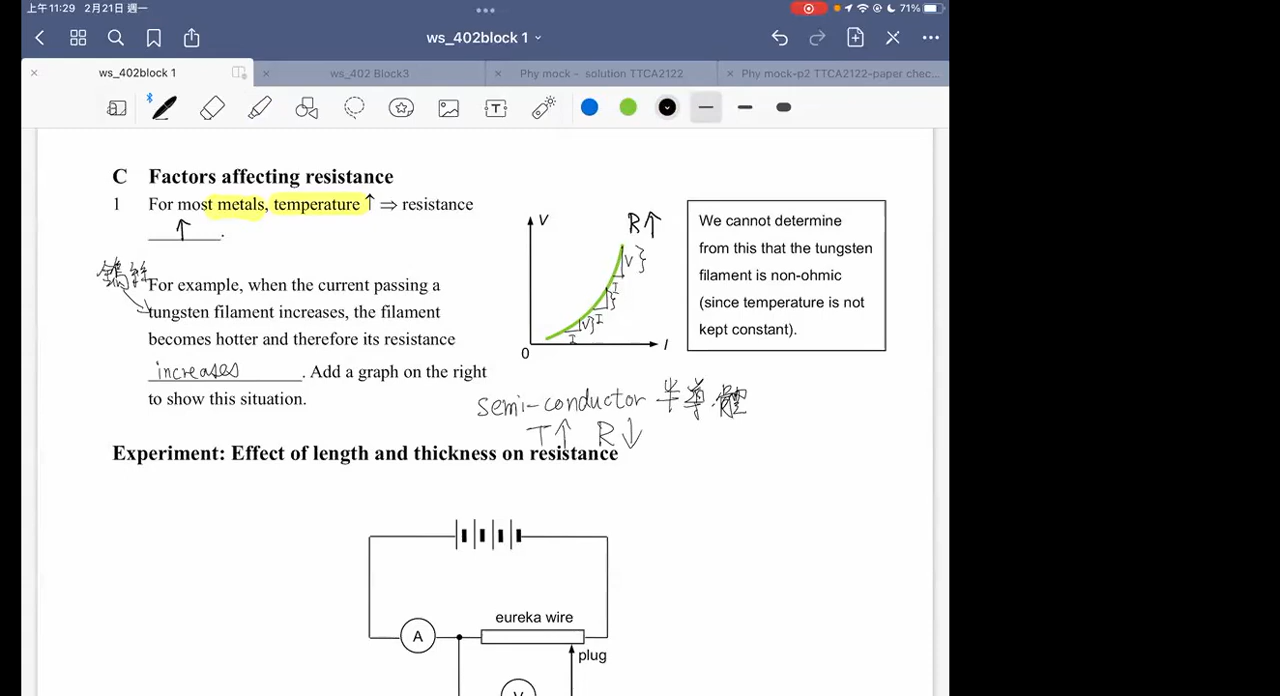 上午11:29 2月21日 週一
71%
ws_402block 1
ws_402block 1
ws_402 Block3
Phy mock – solution TTCA2122
Phy mock-p2 TTCA2122-paper chec...
C Factors affecting resistance
1 For most metals, temperature ↑ ⇒ resistance
↑.
鎢絲
For example, when the current passing a
tungsten filament increases, the filament
becomes hotter and therefore its resistance
increases. Add a graph on the right
to show this situation.
V
R↑
V
I
V I
I
0
I
We cannot determine
from this that the tungsten
filament is non-ohmic
(since temperature is not
kept constant).
semi-conductor 半導體
T↑ R↓
Experiment: Effect of length and thickness on resistance
eureka wire
A
plug
V